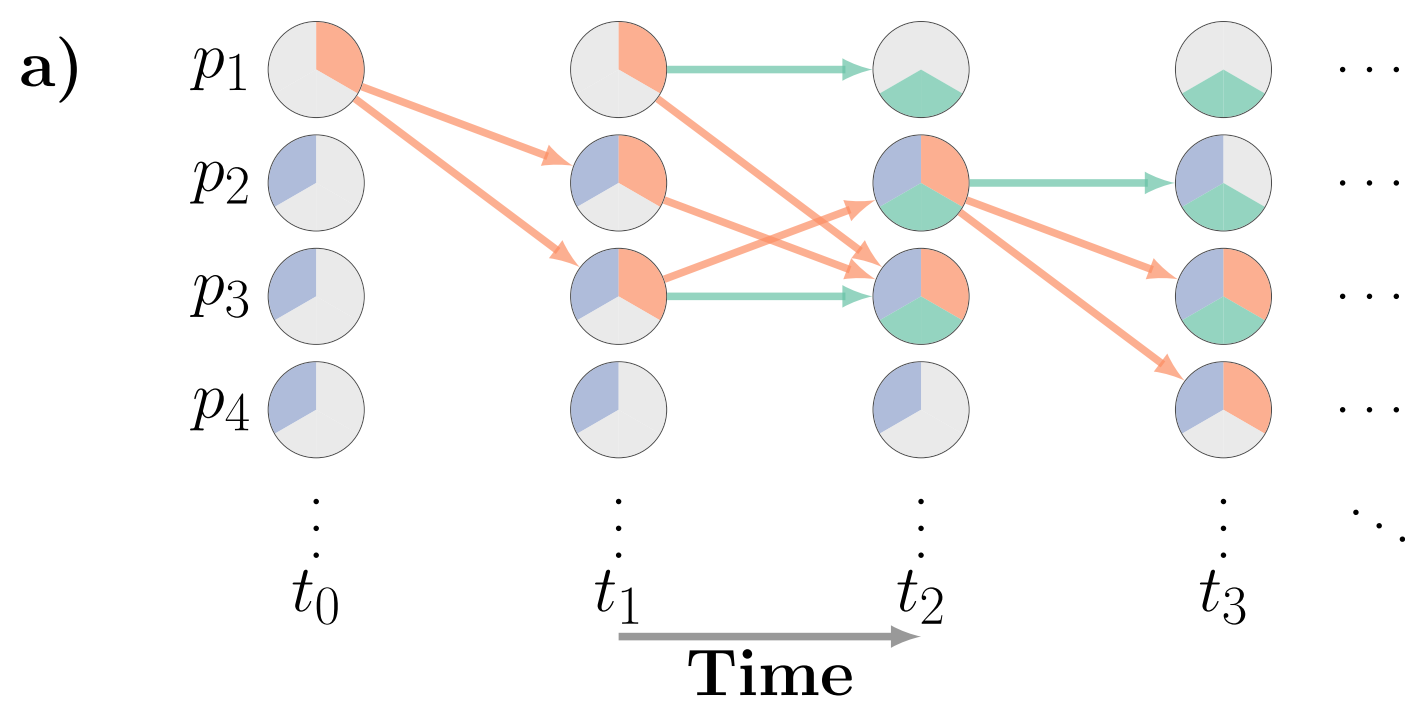 a)
p₁ ...
p₂ ...
p₃ ...
p₄ ...
t₀ t₁ t₂ t₃
Time